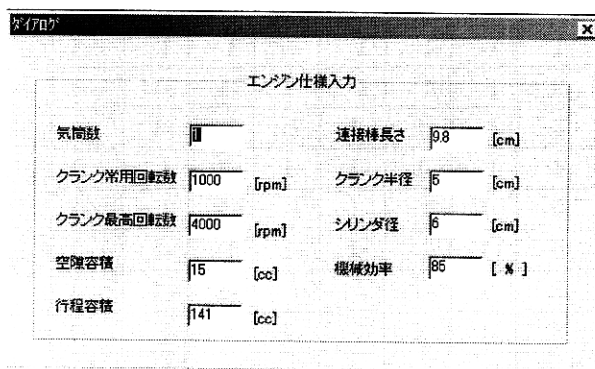 ダイアログ
エンジン仕様入力
気筒数 1 連接棒長さ 9.8 [cm]
クランク常用回転数 1000 [rpm] クランク半径 5 [cm]
クランク最高回転数 4000 [rpm] シリンダ径 6 [cm]
空隙容積 15 [cc] 機械効率 85 [ % ]
行程容積 141 [cc]